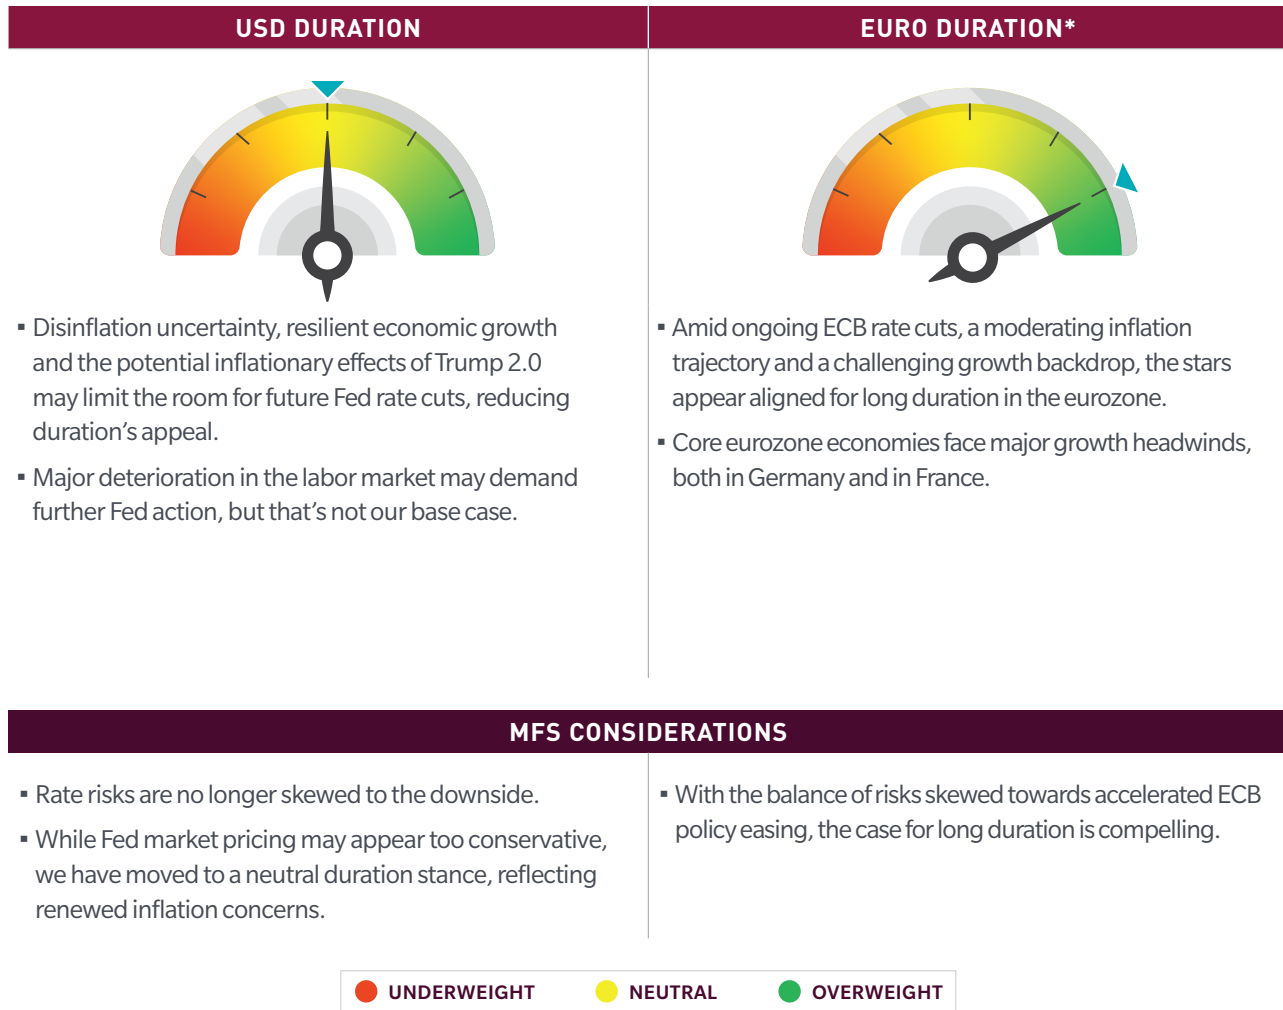 USD DURATION
EURO DURATION*
▪ Disinflation uncertainty, resilient economic growth
and the potential inflationary effects of Trump 2.0
may limit the room for future Fed rate cuts, reducing
duration’s appeal.
▪ Major deterioration in the labor market may demand
further Fed action, but that’s not our base case.
▪ Amid ongoing ECB rate cuts, a moderating inflation
trajectory and a challenging growth backdrop, the stars
appear aligned for long duration in the eurozone.
▪ Core eurozone economies face major growth headwinds,
both in Germany and in France.
MFS CONSIDERATIONS
▪ Rate risks are no longer skewed to the downside.
▪ While Fed market pricing may appear too conservative,
we have moved to a neutral duration stance, reflecting
renewed inflation concerns.
▪ With the balance of risks skewed towards accelerated ECB
policy easing, the case for long duration is compelling.
UNDERWEIGHT
NEUTRAL
OVERWEIGHT